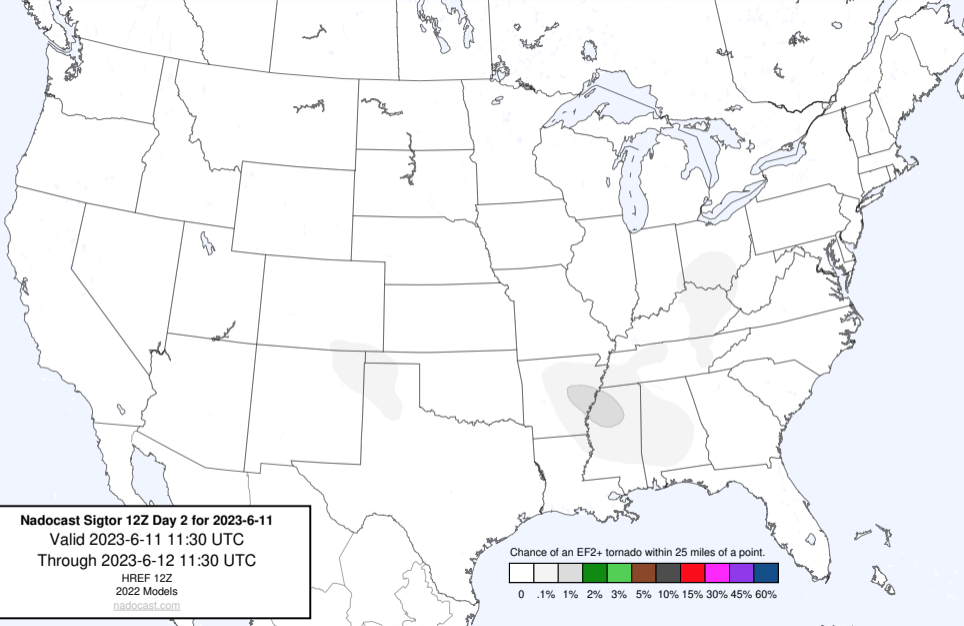 Nadocast Sigtor 12Z Day 2 for 2023-6-11
Valid 2023-6-11 11:30 UTC
Through 2023-6-12 11:30 UTC
HREF 12Z
2022 Models
nadocast.com
Chance of an EF2+ tornado within 25 miles of a point.
0 .1% 1% 2% 3% 5% 10% 15% 30% 45% 60%